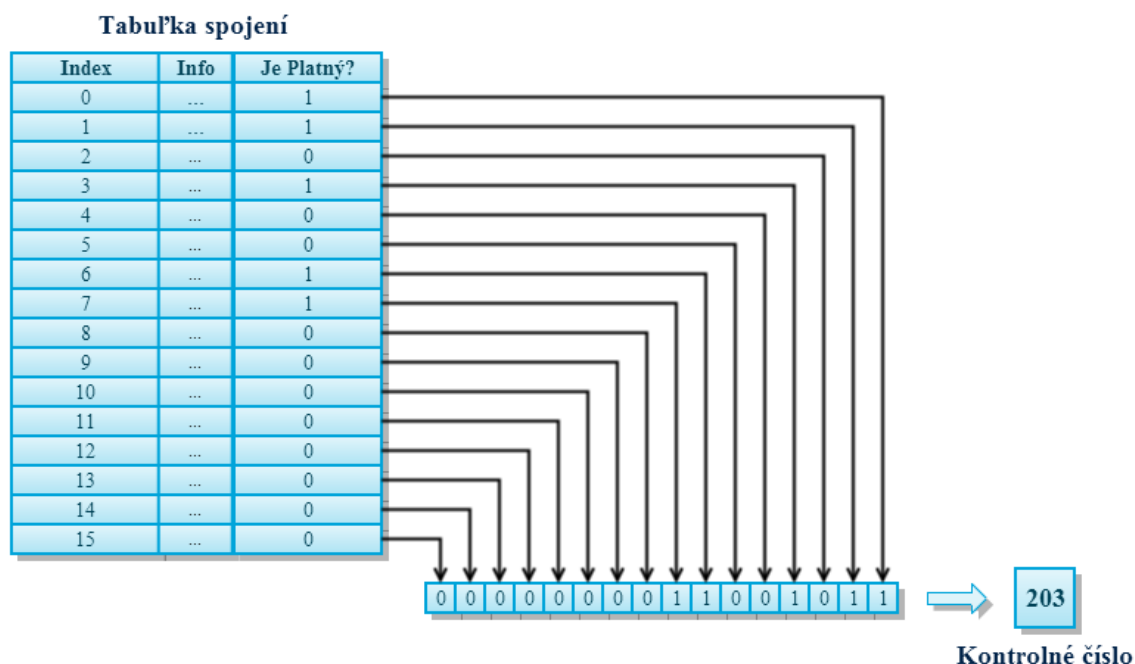 Tabuľka spojení
Index Info Je Platný?
0 ... 1
1 ... 1
2 ... 0
3 ... 1
4 ... 0
5 ... 0
6 ... 1
7 ... 1
8 ... 0
9 ... 0
10 ... 0
11 ... 0
12 ... 0
13 ... 0
14 ... 0
15 ... 0
0 0 0 0 0 0 0 0 1 1 0 0 1 0 1 1
203
Kontrolné číslo